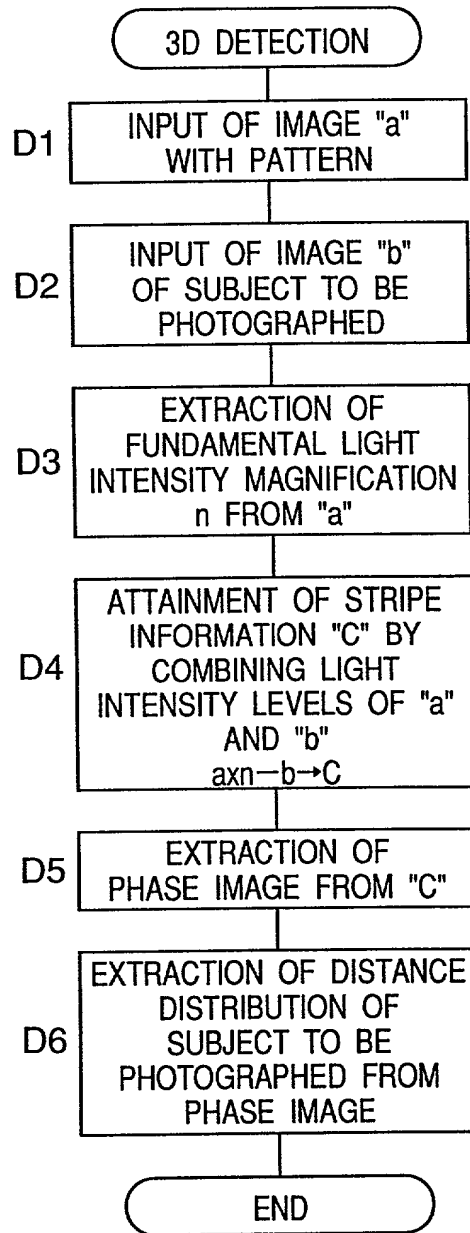 3D DETECTION
D1
INPUT OF IMAGE "a"
WITH PATTERN
D2
INPUT OF IMAGE "b"
OF SUBJECT TO BE
PHOTOGRAPHED
D3
EXTRACTION OF
FUNDAMENTAL LIGHT
INTENSITY MAGNIFICATION
n FROM "a"
D4
ATTAINMENT OF STRIPE
INFORMATION "C" BY
COMBINING LIGHT
INTENSITY LEVELS OF "a"
AND "b"
axn—b→C
D5
EXTRACTION OF
PHASE IMAGE FROM "C"
D6
EXTRACTION OF DISTANCE
DISTRIBUTION OF
SUBJECT TO BE
PHOTOGRAPHED FROM
PHASE IMAGE
END